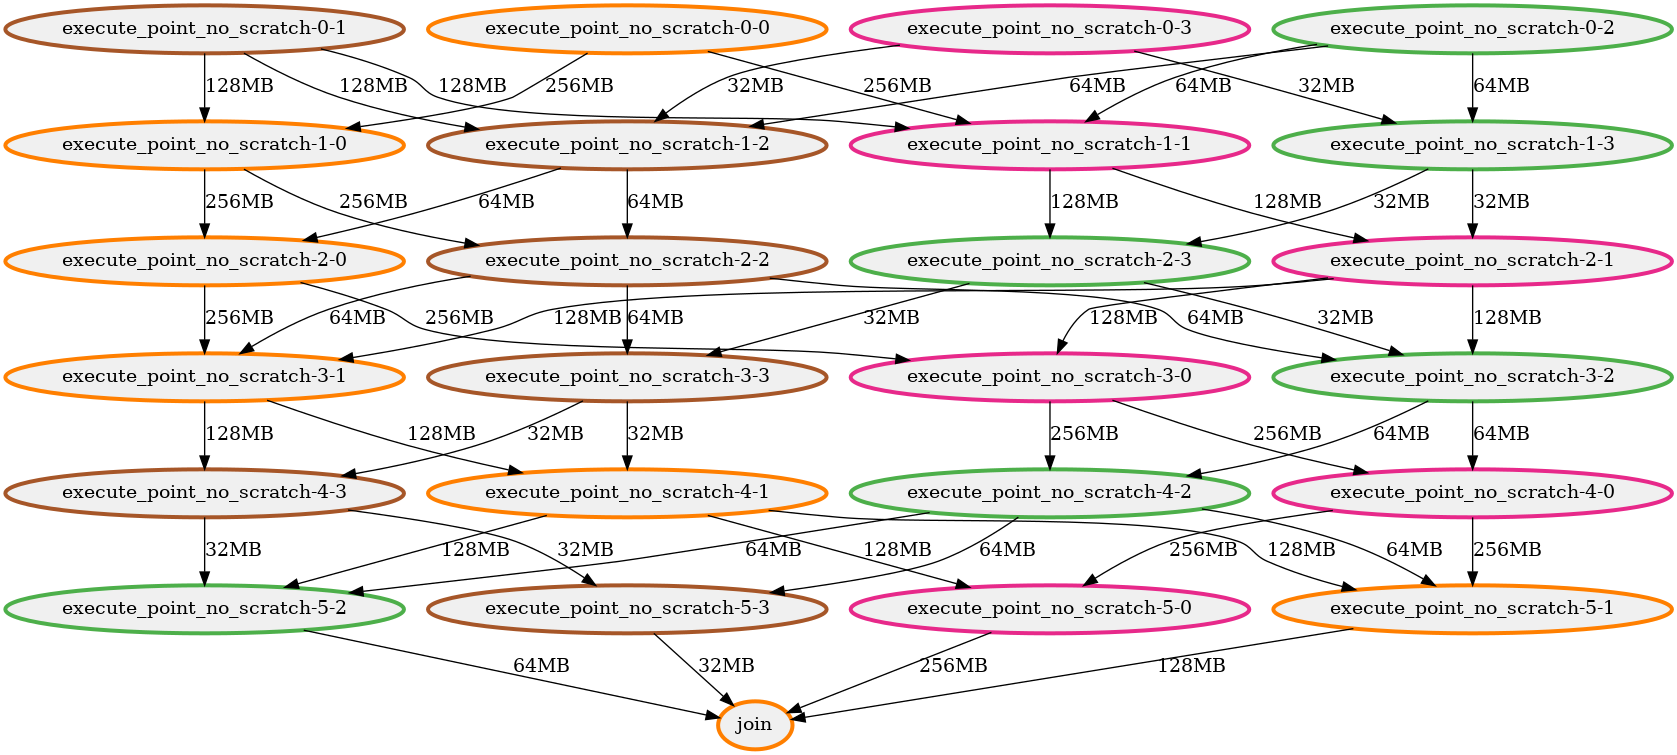 execute_point_no_scratch-0-1
execute_point_no_scratch-0-0
execute_point_no_scratch-0-3
execute_point_no_scratch-0-2
128MB
128MB
128MB
256MB
32MB
256MB
64MB
64MB
32MB
64MB
execute_point_no_scratch-1-0
execute_point_no_scratch-1-2
execute_point_no_scratch-1-1
execute_point_no_scratch-1-3
256MB
256MB
64MB
64MB
128MB
128MB
32MB
32MB
execute_point_no_scratch-2-0
execute_point_no_scratch-2-2
execute_point_no_scratch-2-3
execute_point_no_scratch-2-1
256MB
64MB
256MB
128MB
64MB
32MB
128MB
64MB
32MB
128MB
execute_point_no_scratch-3-1
execute_point_no_scratch-3-3
execute_point_no_scratch-3-0
execute_point_no_scratch-3-2
128MB
128MB
32MB
32MB
256MB
256MB
64MB
64MB
execute_point_no_scratch-4-3
execute_point_no_scratch-4-1
execute_point_no_scratch-4-2
execute_point_no_scratch-4-0
32MB
128MB
32MB
64MB
128MB
64MB
256MB
128MB
64MB
256MB
execute_point_no_scratch-5-2
execute_point_no_scratch-5-3
execute_point_no_scratch-5-0
execute_point_no_scratch-5-1
64MB
32MB
256MB
128MB
join